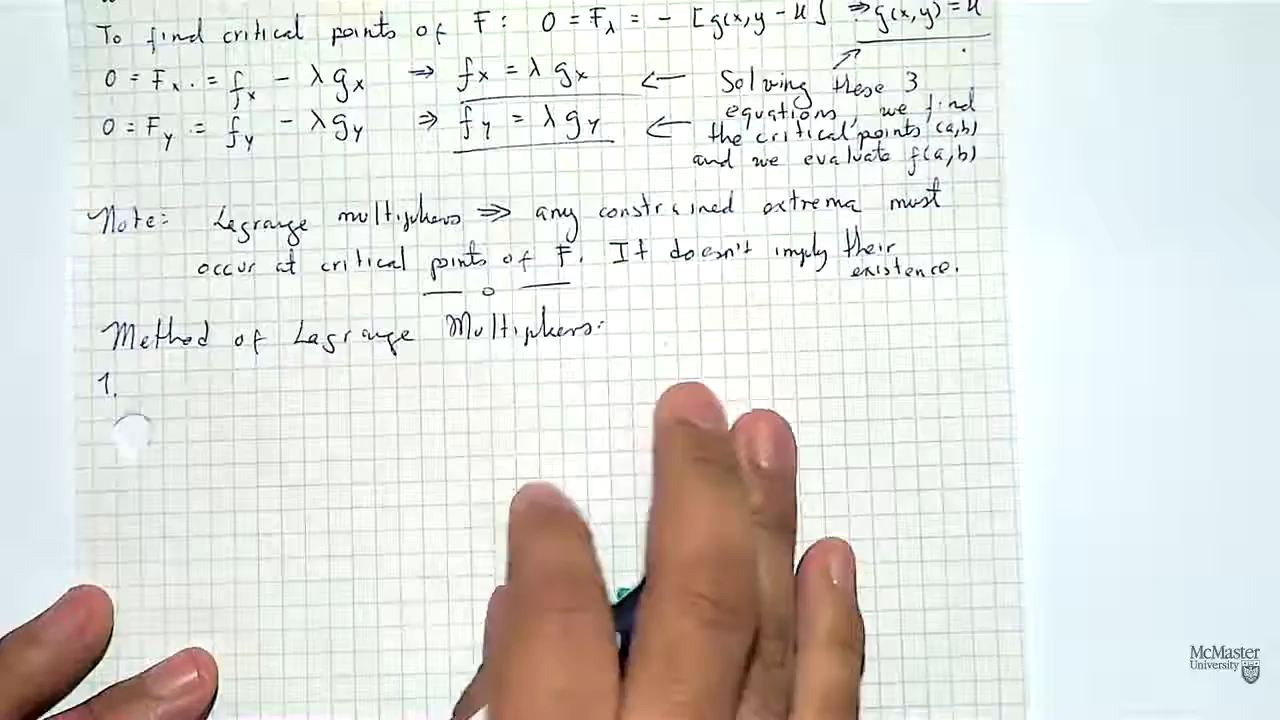 To find critical points of F: 0 = Fλ = - [g(x,y - k] ⇒ g(x,y) = k
0 = Fx = fx - λ gx ⇒ fx = λ gx ← Solving these 3
equations, we find
0 = Fy = fy - λ gy ⇒ fy = λ gy ← the critical points (a,b)
and we evaluate f(a,b)
Note: Lagrange multipliers ⇒ any constrained extrema must
occur at critical points of F. It doesn't imply their
existence.
Method of Lagrange Multipliers:
1.
McMaster
University